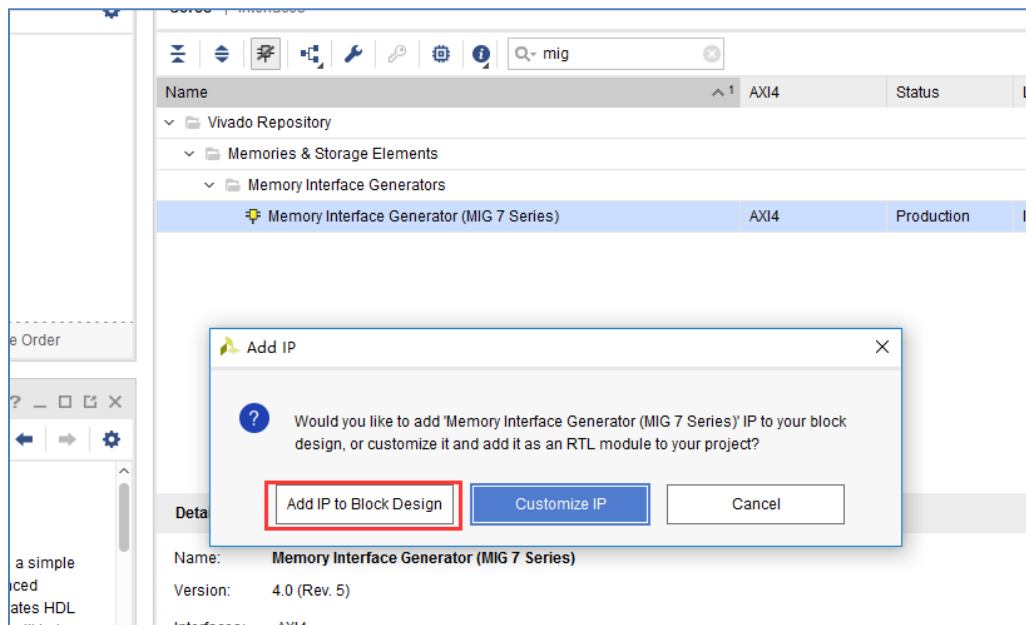 mig
Name 1 AXI4 Status
Vivado Repository
Memories & Storage Elements
Memory Interface Generators
Memory Interface Generator (MIG 7 Series) AXI4 Production
e Order
Add IP
Would you like to add 'Memory Interface Generator (MIG 7 Series)' IP to your block
design, or customize it and add it as an RTL module to your project?
Add IP to Block Design Customize IP Cancel
Name: Memory Interface Generator (MIG 7 Series)
Version: 4.0 (Rev. 5)
a simple
ates HDL